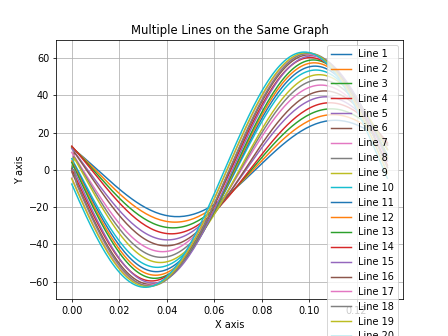 Multiple Lines on the Same Graph
Y axis
60
40
20
0
−20
−40
−60
0.00
0.02
0.04
0.06
0.08
0.10
X axis
Line 1
Line 2
Line 3
Line 4
Line 5
Line 6
Line 7
Line 8
Line 9
Line 10
Line 11
Line 12
Line 13
Line 14
Line 15
Line 16
Line 17
Line 18
Line 19
Line 20